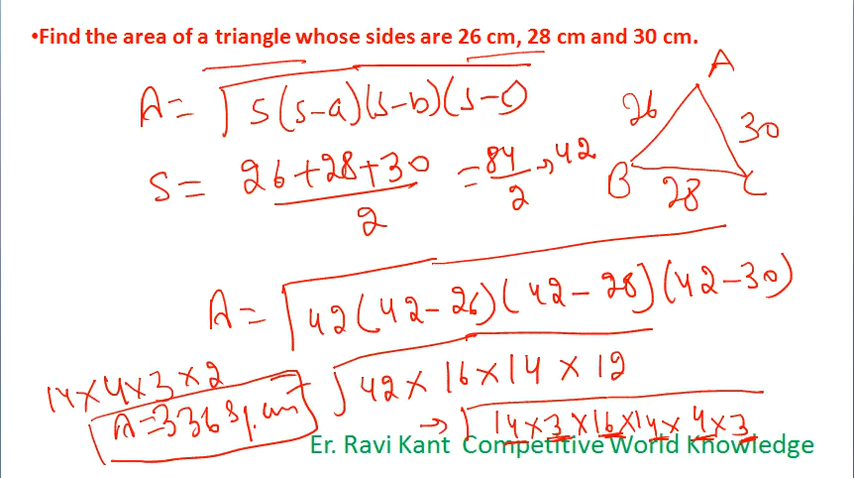 •Find the area of a triangle whose sides are 26 cm, 28 cm and 30 cm.
A
A = √S(S-a)(S-b)(S-c)
26
30
S = 26+28+30/2 = 84/2 → 42
B
28
C
A = √42(42-26)(42-28)(42-30)
14×4×3×2
√42×16×14×12
A=336 sq.cm
→ √14×3×16×14×4×3
Er. Ravi Kant Competitive World Knowledge